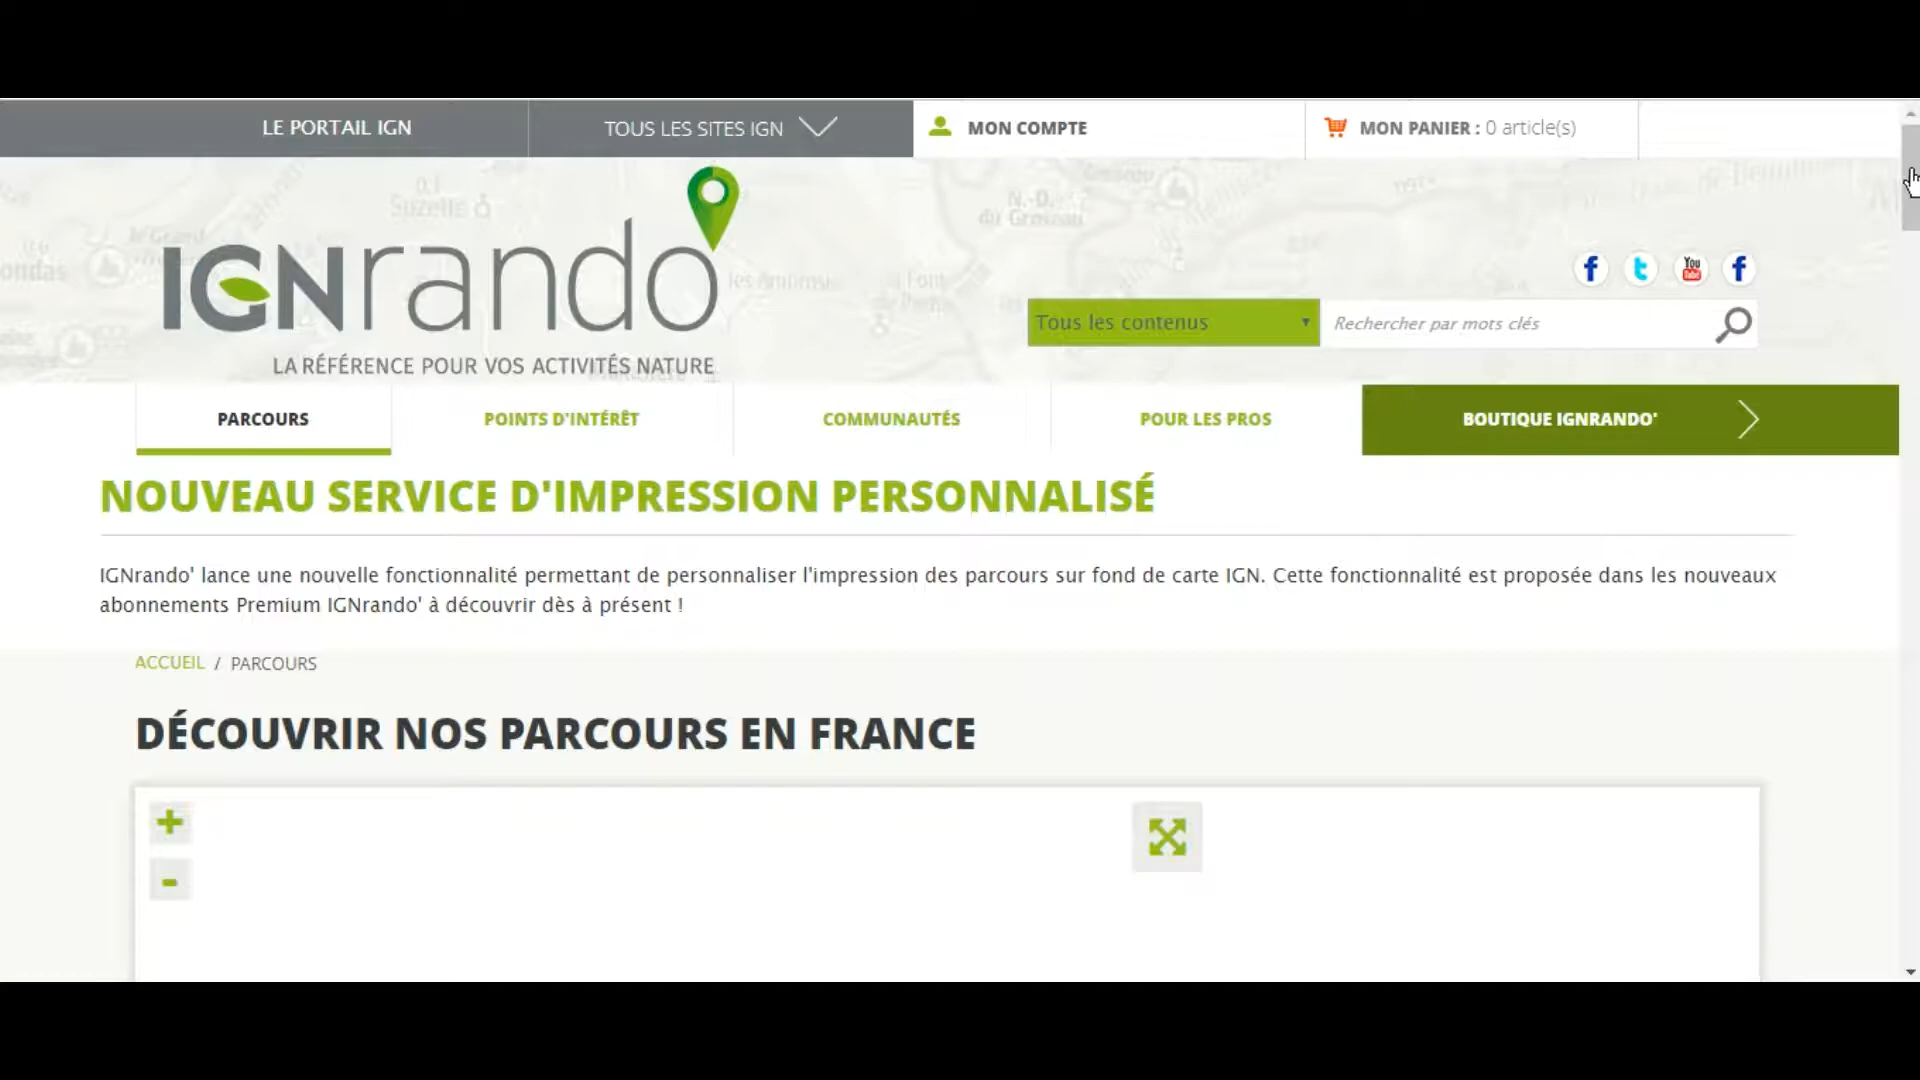 LE PORTAIL IGN
TOUS LES SITES IGN
MON COMPTE
MON PANIER : 0 article(s)
Suzette
N.-D.
du Groseau
IGNrando
LA RÉFÉRENCE POUR VOS ACTIVITÉS NATURE
You
Tous les contenus
Rechercher par mots clés
PARCOURS
POINTS D'INTÉRÊT
COMMUNAUTÉS
POUR LES PROS
BOUTIQUE IGNRANDO'
NOUVEAU SERVICE D'IMPRESSION PERSONNALISÉ
IGNrando' lance une nouvelle fonctionnalité permettant de personnaliser l'impression des parcours sur fond de carte IGN. Cette fonctionnalité est proposée dans les nouveaux
abonnements Premium IGNrando' à découvrir dès à présent !
ACCUEIL / PARCOURS
DÉCOUVRIR NOS PARCOURS EN FRANCE